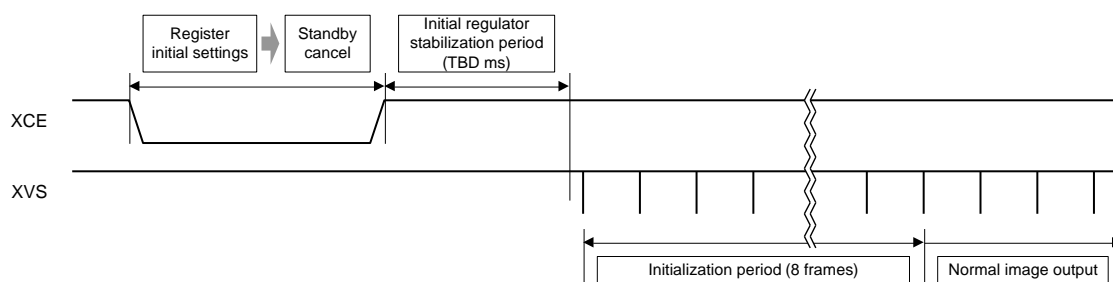 Register
initial settings
Standby
cancel
Initial regulator
stabilization period
(TBD ms)
XCE
XVS
Initialization period (8 frames)
Normal image output